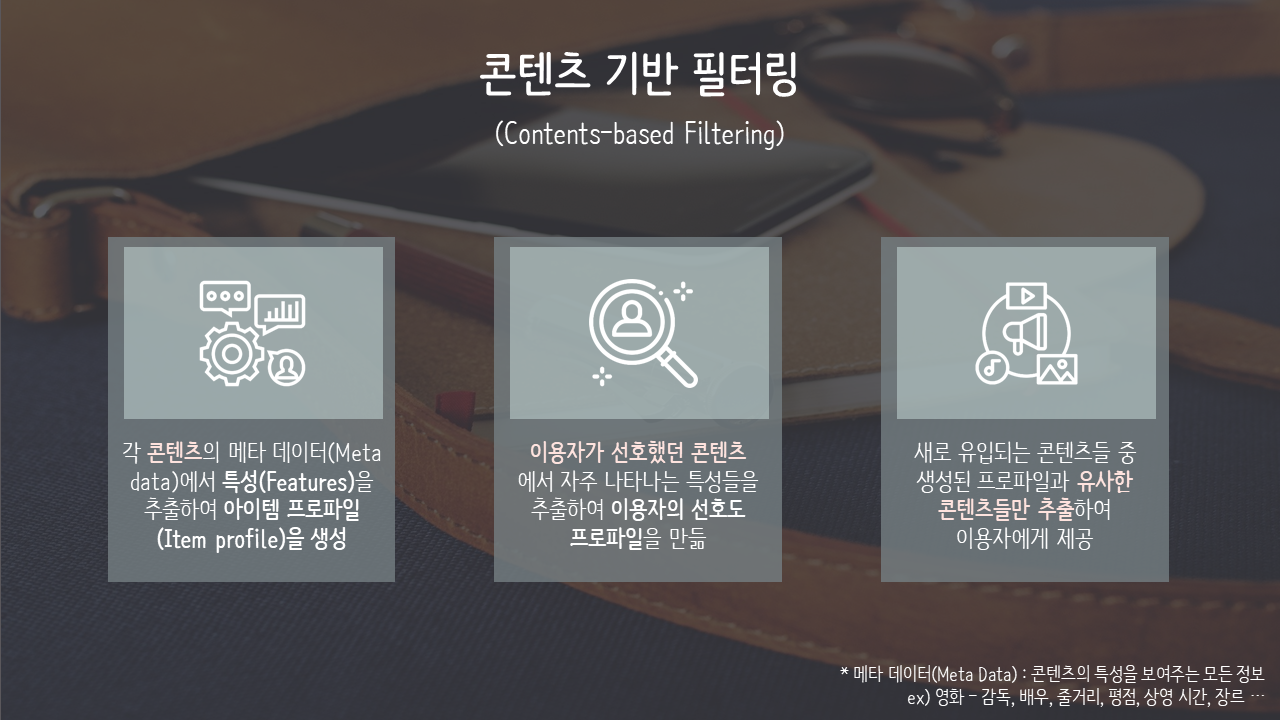 콘텐츠 기반 필터링
(Contents-based Filtering)
각 콘텐츠의 메타 데이터(Meta
data)에서 특성(Features)을
추출하여 아이템 프로파일
(Item profile)을 생성
이용자가 선호했던 콘텐츠
에서 자주 나타나는 특성들을
추출하여 이용자의 선호도
프로파일을 만듦
새로 유입되는 콘텐츠들 중
생성된 프로파일과 유사한
콘텐츠들만 추출하여
이용자에게 제공
* 메타 데이터(Meta Data) : 콘텐츠의 특성을 보여주는 모든 정보
ex) 영화 - 감독, 배우, 줄거리, 평점, 상영 시간, 장르 …